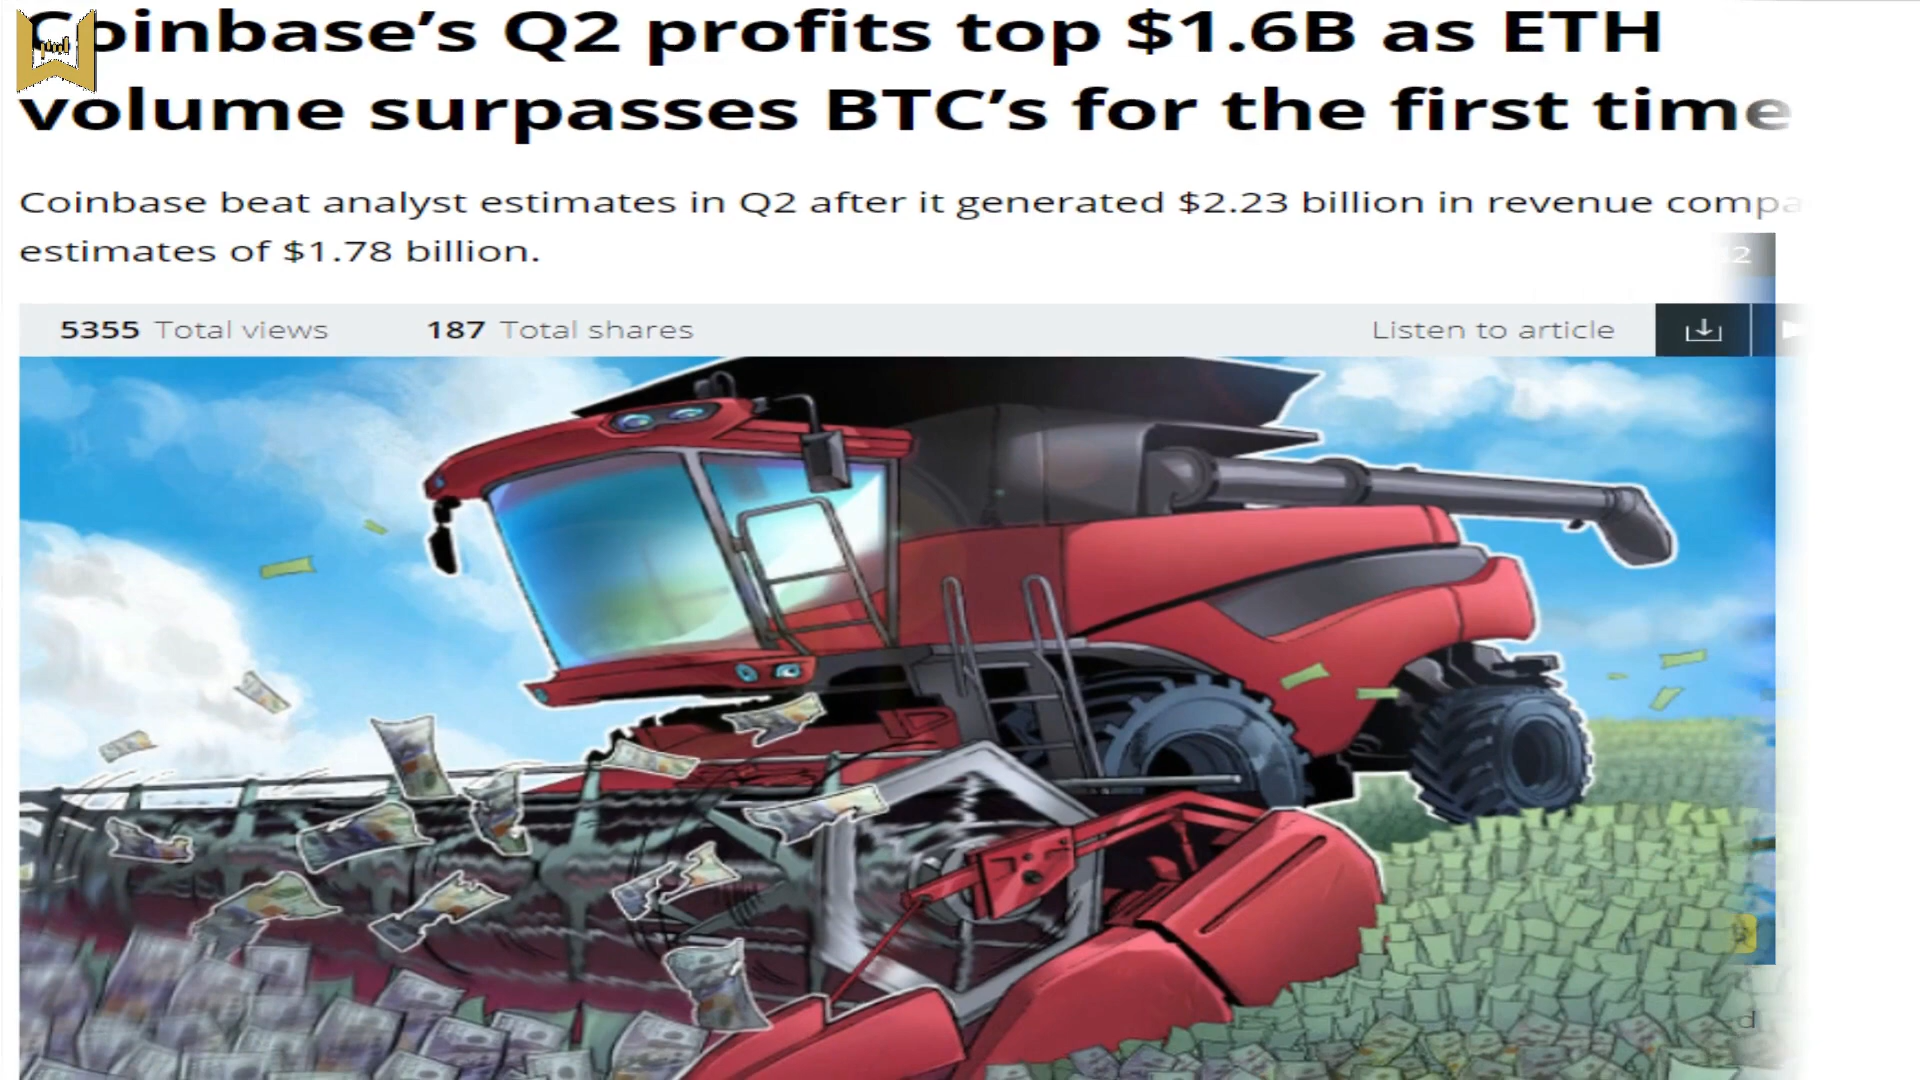 Coinbase’s Q2 profits top $1.6B as ETH
volume surpasses BTC’s for the first time
Coinbase beat analyst estimates in Q2 after it generated $2.23 billion in revenue
estimates of $1.78 billion.
5355 Total views 187 Total shares Listen to article